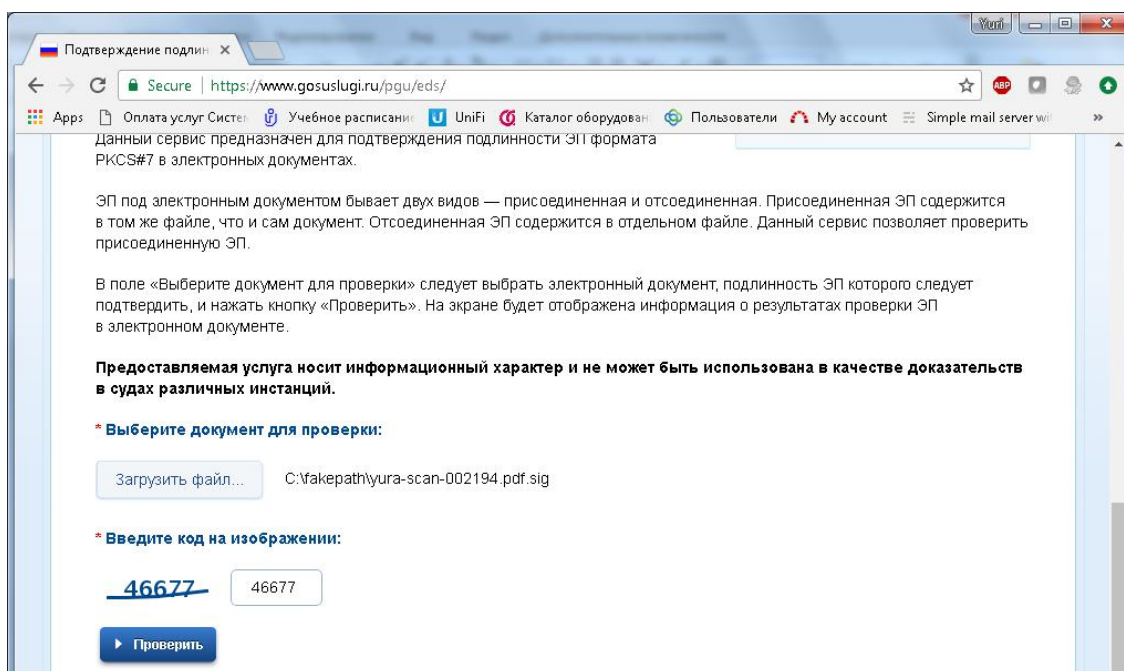 Yuri
Подтверждение подлин
Secure https://www.gosuslugi.ru/pgu/eds/
ABP
Apps Оплата услуг Систем Учебное расписание UniFi Каталог оборудован Пользователи My account Simple mail server wi »
Данный сервис предназначен для подтверждения подлинности ЭП формата
PKCS#7 в электронных документах.
ЭП под электронным документом бывает двух видов — присоединенная и отсоединенная. Присоединенная ЭП содержится
в том же файле, что и сам документ. Отсоединенная ЭП содержится в отдельном файле. Данный сервис позволяет проверить
присоединенную ЭП.
В поле «Выберите документ для проверки» следует выбрать электронный документ, подлинность ЭП которого следует
подтвердить, и нажать кнопку «Проверить». На экране будет отображена информация о результатах проверки ЭП
в электронном документе.
Предоставляемая услуга носит информационный характер и не может быть использована в качестве доказательств
в судах различных инстанций.
* Выберите документ для проверки:
Загрузить файл... C:\fakepath\yura-scan-002194.pdf.sig
* Введите код на изображении:
46677 46677
Проверить